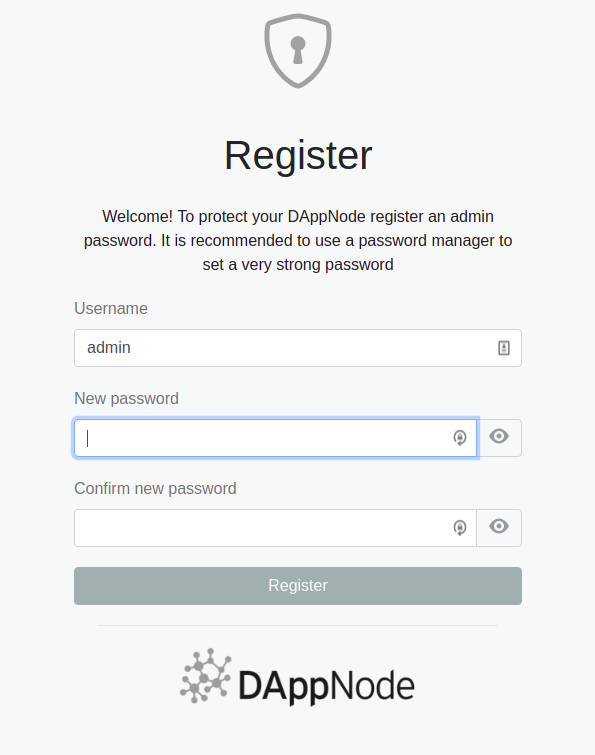 Register
Welcome! To protect your DAppNode register an admin
password. It is recommended to use a password manager to
set a very strong password
Username
admin
New password
Confirm new password
Register
DAppNode